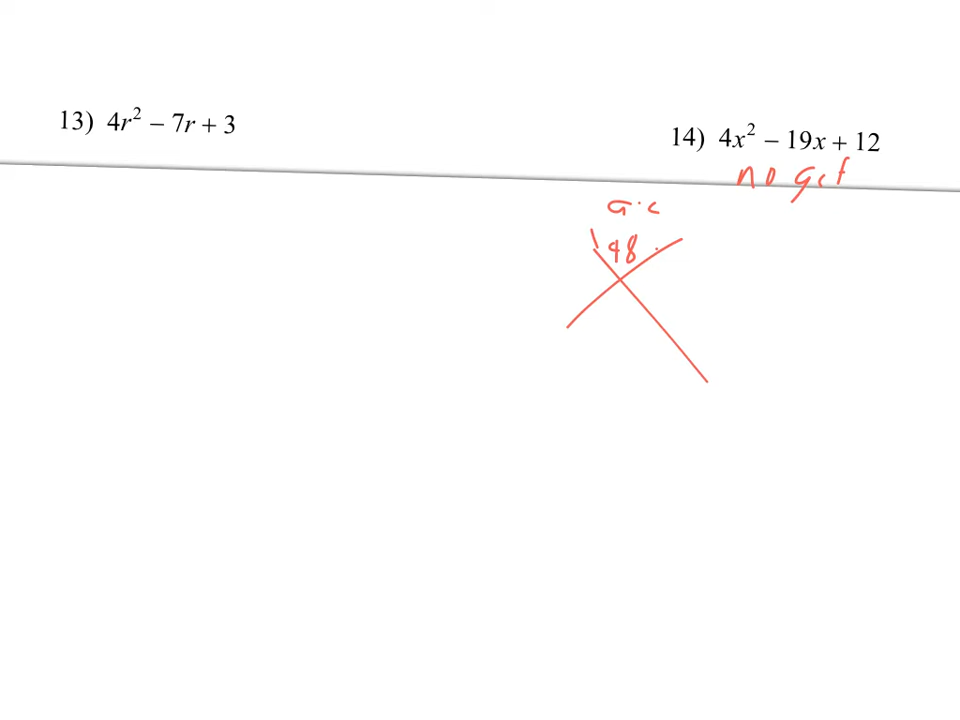 13) 4r² – 7r + 3
14) 4x² – 19x + 12
no gcf
a·c
48